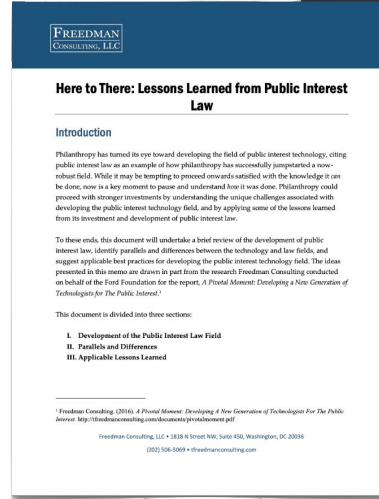 FREEDMAN
CONSULTING, LLC
Here to There: Lessons Learned from Public Interest
Law
Introduction
Philanthropy has turned its eye toward developing the field of public interest technology, citing
public interest law as an example of how philanthropy has successfully jumpstarted a now-
robust field. While it may be tempting to proceed onwards satisfied with the knowledge it can
be done, now is a key moment to pause and understand how it was done. Philanthropy could
proceed with stronger investments by understanding the unique challenges associated with
developing the public interest technology field, and by applying some of the lessons learned
from its investment and development of public interest law.
To these ends, this document will undertake a brief review of the development of public
interest law, identify parallels and differences between the technology and law fields, and
suggest applicable best practices for developing the public interest technology field. The ideas
presented in this memo are drawn in part from the research Freedman Consulting conducted
on behalf of the Ford Foundation for the report, A Pivotal Moment: Developing a New Generation of
Technologists for The Public Interest.¹
This document is divided into three sections:
I. Development of the Public Interest Law Field
II. Parallels and Differences
III. Applicable Lessons Learned
¹ Freedman Consulting. (2016). A Pivotal Moment: Developing A New Generation of Technologists For The Public
Interest. http://tfreedmanconsulting.com/documents/pivotalmoment.pdf
Freedman Consulting, LLC • 1818 N Street NW, Suite 450, Washington, DC 20036
(202) 506-5069 • tfreedmanconsulting.com